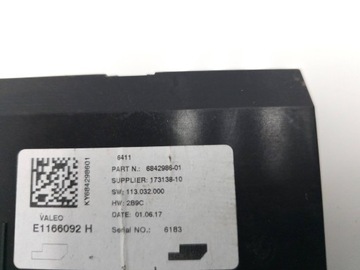 6411
PART N.: 6842986-01
SUPPLIER: 173138-10
SW: 113.032.000
HW: 2B9C
DATE: 01.06.17
Serial NO.: 6183
KY684298601
VALEO
E1166092 H